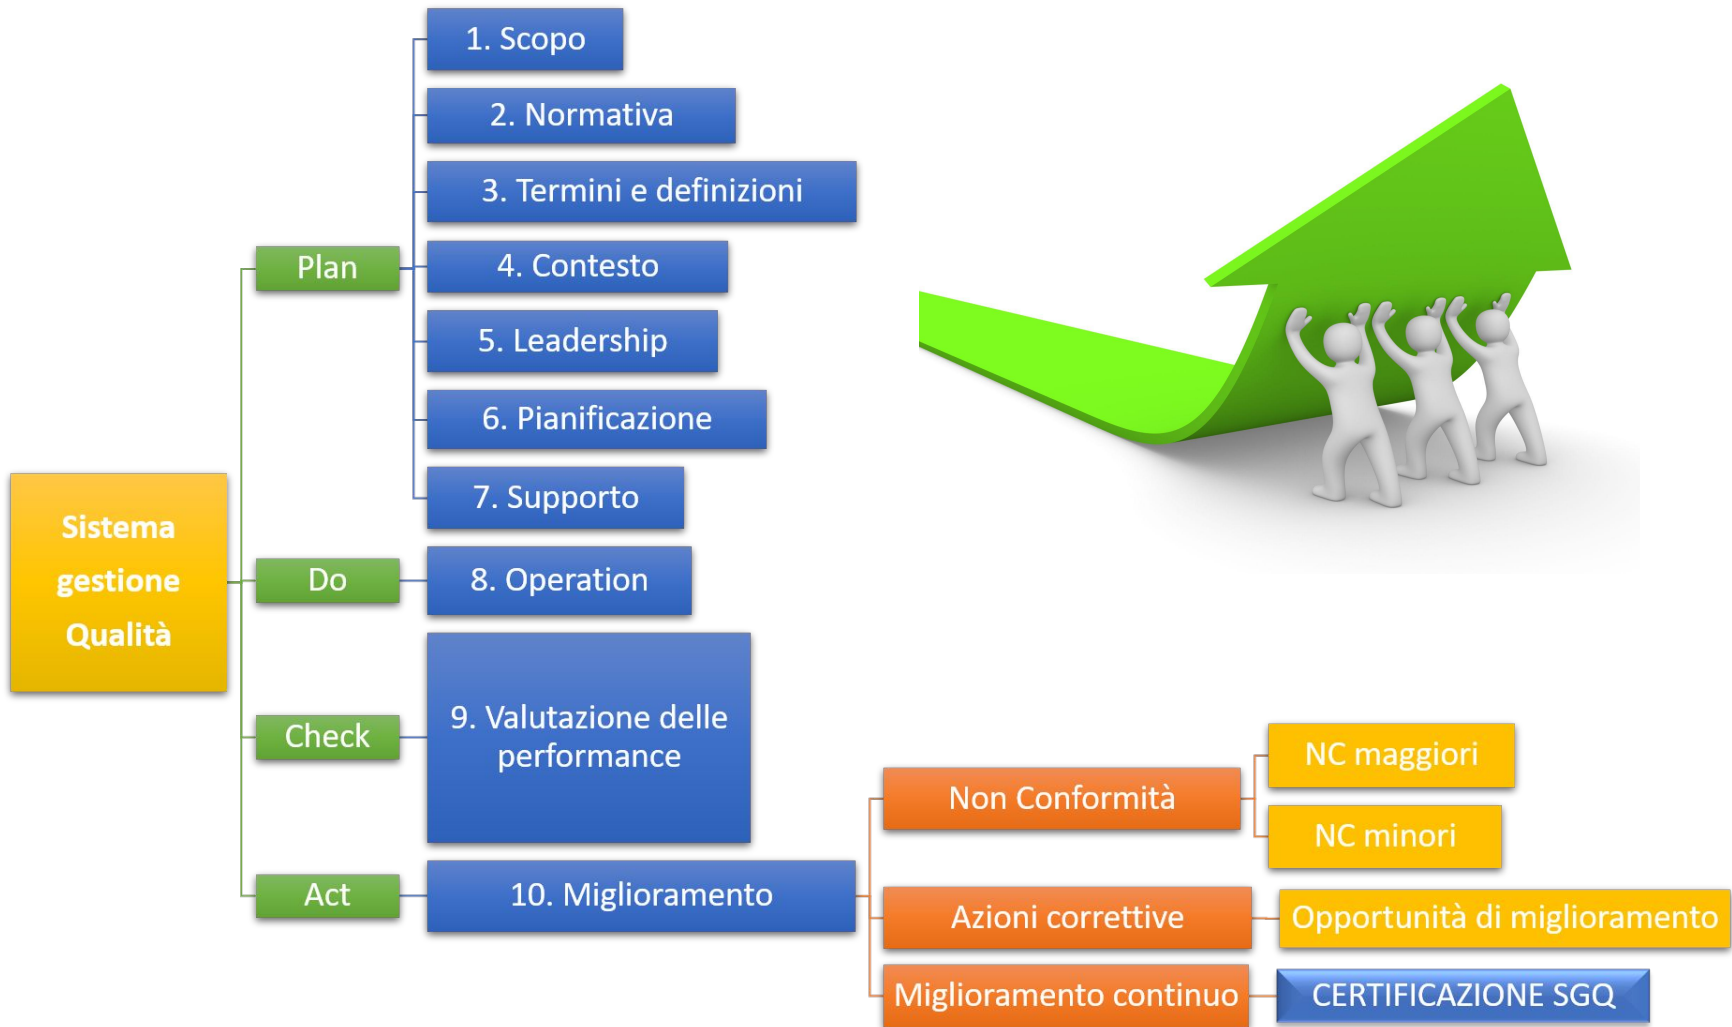 1. Scopo
2. Normativa
3. Termini e definizioni
Plan
4. Contesto
5. Leadership
6. Pianificazione
7. Supporto
Sistema
gestione
Qualità
Do
8. Operation
Check
9. Valutazione delle
performance
Act
10. Miglioramento
Non Conformità
NC maggiori
NC minori
Azioni correttive
Opportunità di miglioramento
Miglioramento continuo
CERTIFICAZIONE SGQ